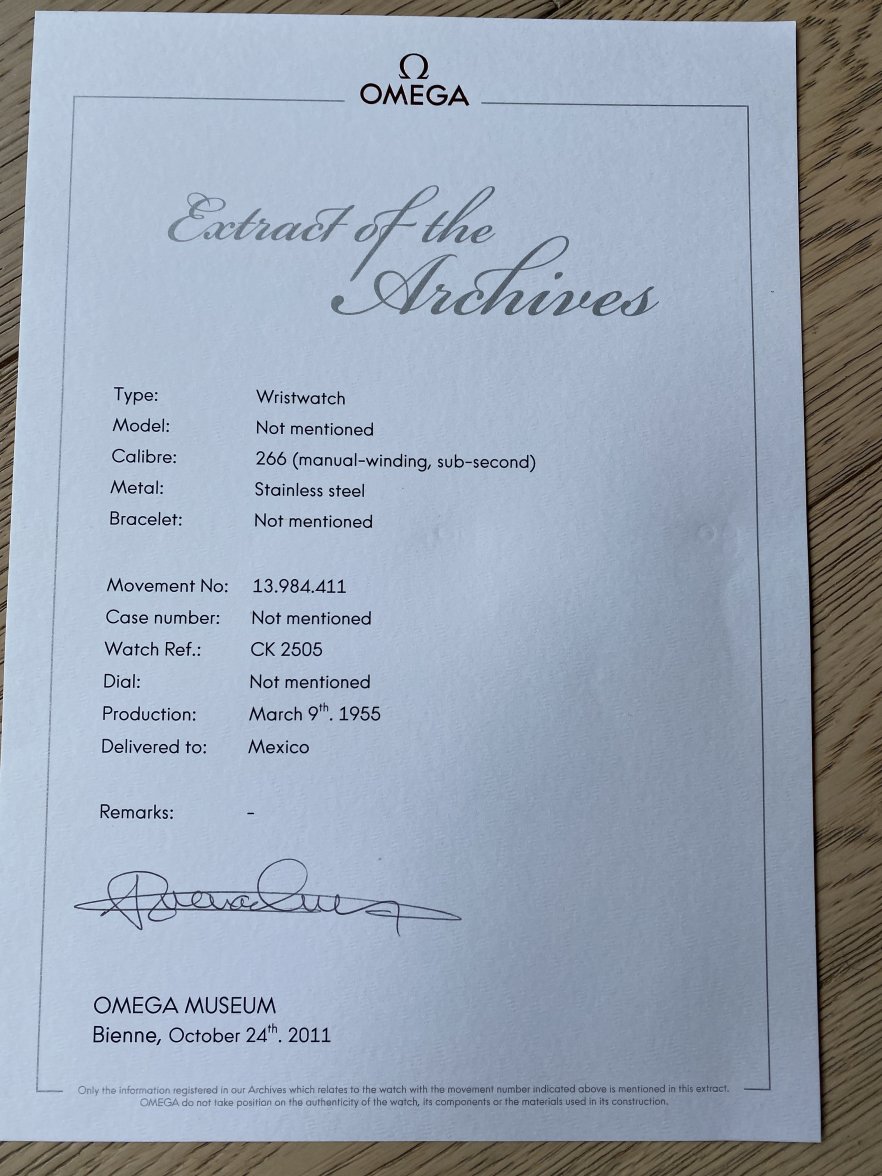 Ω
OMEGA
Extract of the
Archives
Type: Wristwatch
Model: Not mentioned
Calibre: 266 (manual-winding, sub-second)
Metal: Stainless steel
Bracelet: Not mentioned
Movement No: 13.984.411
Case number: Not mentioned
Watch Ref.: CK 2505
Dial: Not mentioned
Production: March 9th. 1955
Delivered to: Mexico
Remarks: -
OMEGA MUSEUM
Bienne, October 24th. 2011
Only the information registered in our Archives which relates to the watch with the movement number indicated above is mentioned in this extract.
OMEGA do not take position on the authenticity of the watch, its components or the materials used in its construction.